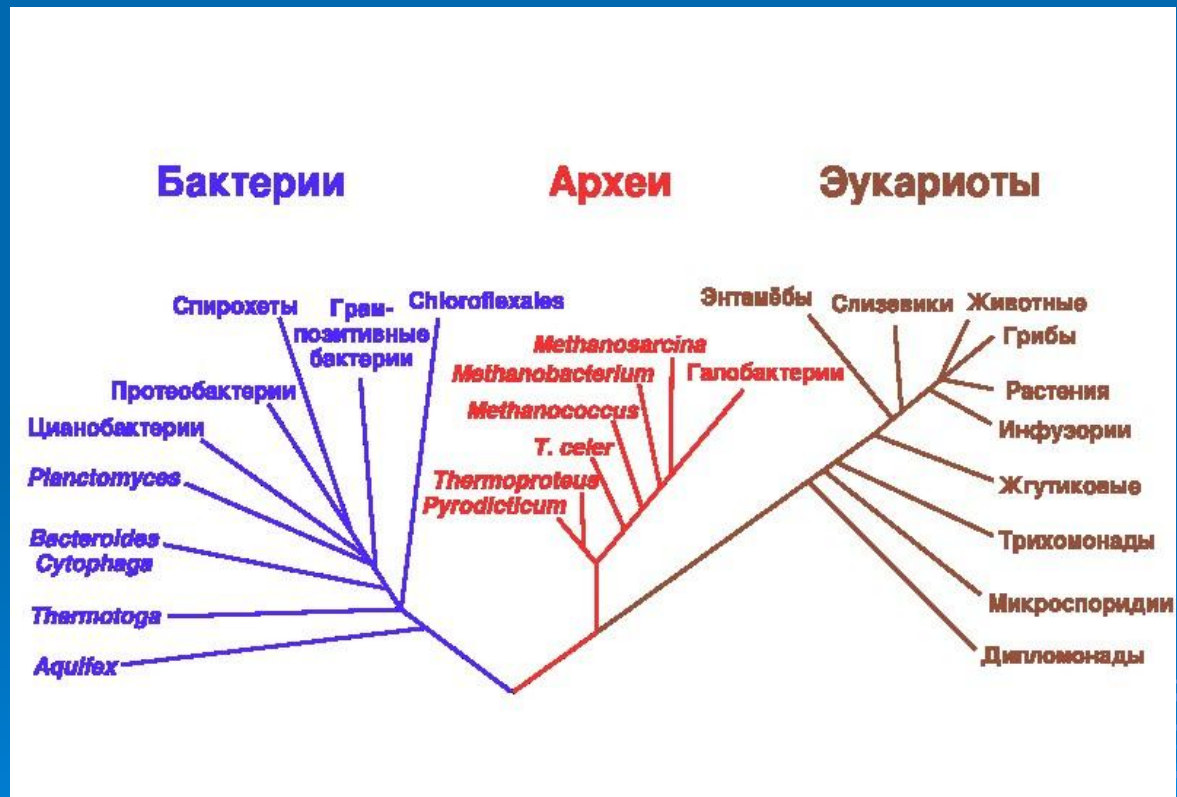 Бактерии
Археи
Эукариоты
Спирохеты
Грам-
позитивные
бактерии
Chloroflexales
Протеобактерии
Цианобактерии
Planctomyces
Bacteroides
Cytophaga
Thermotoga
Aquifex
Methanosarcina
Methanobacterium
Галобактерии
Methanococcus
T. celer
Thermoproteus
Pyrodicticum
Энтамёбы
Слизевики
Животные
Грибы
Растения
Инфузории
Жгутиковые
Трихомонады
Микроспоридии
Дипломонады